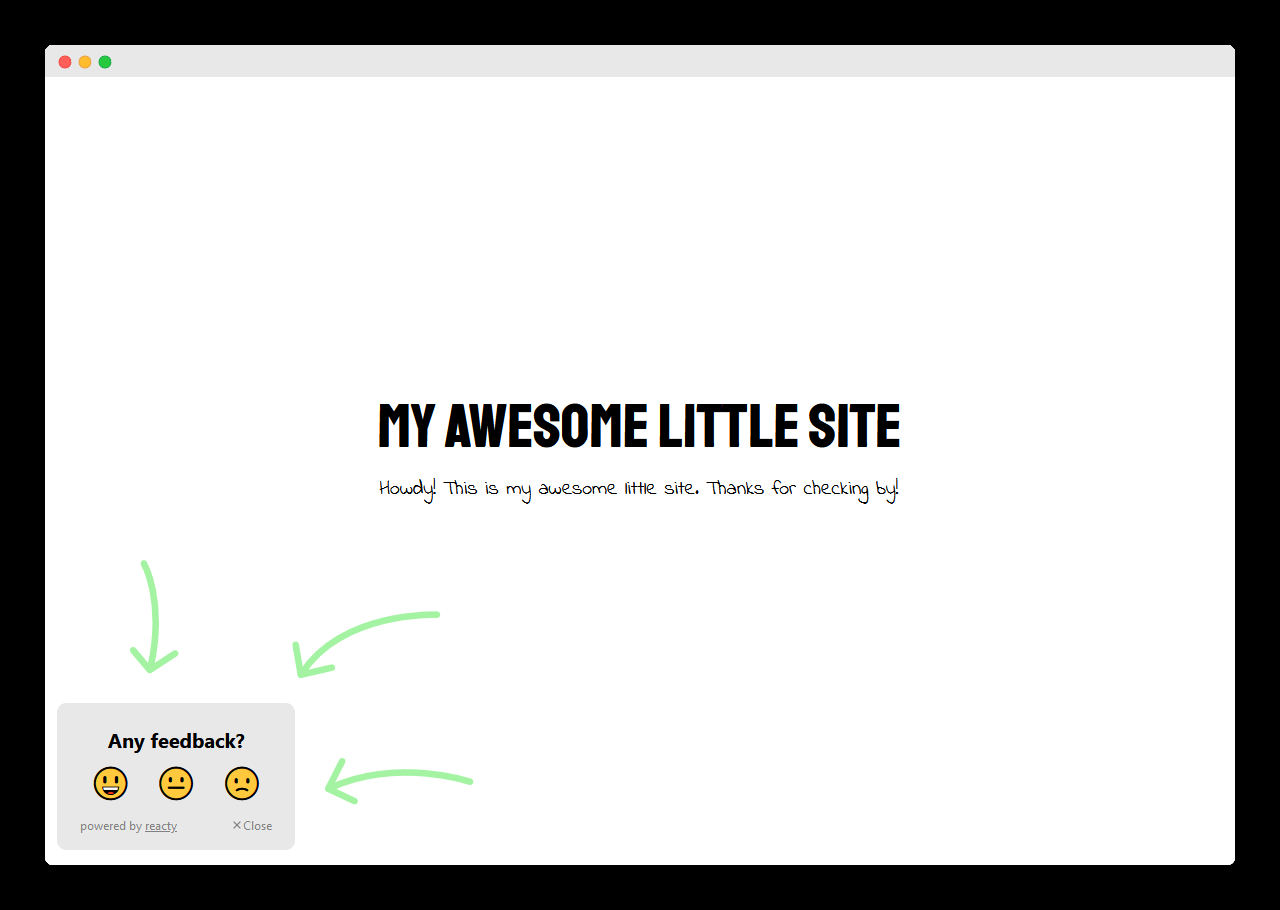 MY AWESOME LITTLE SITE
Howdy! This is my awesome little site. Thanks for checking by!
Any feedback?
powered by reacty
✕Close